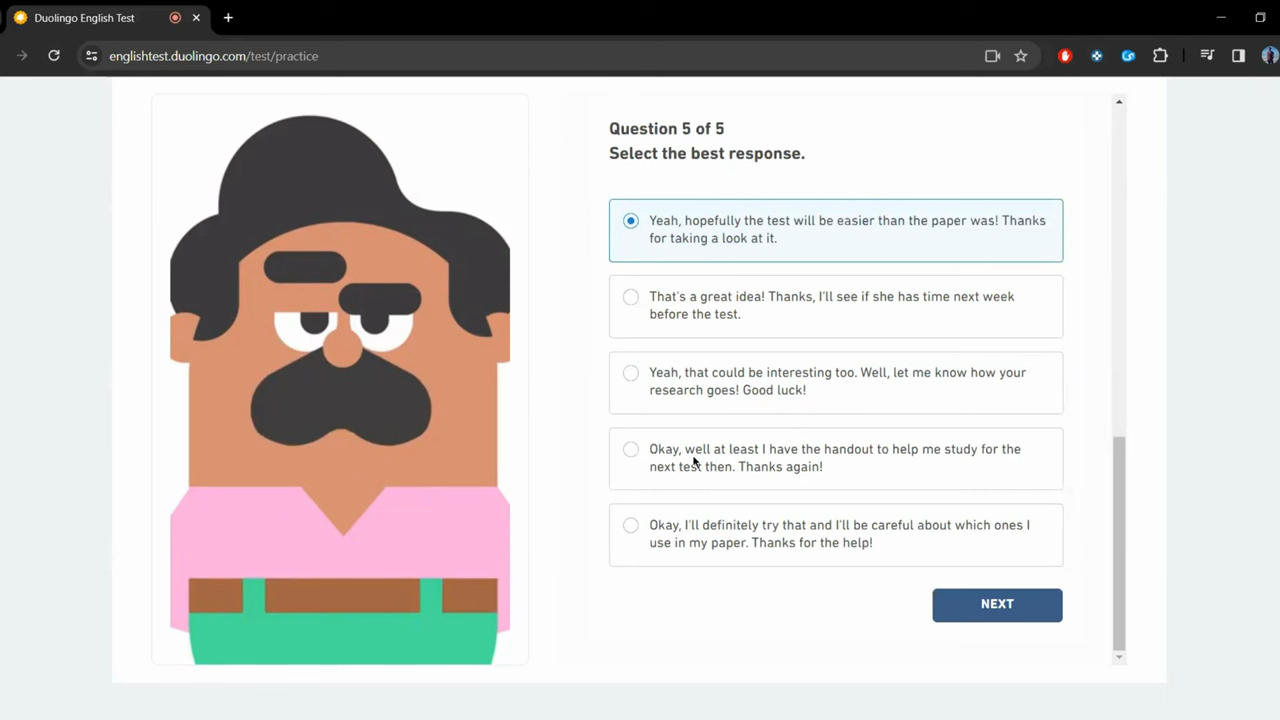 Duolingo English Test
englishtest.duolingo.com/test/practice
Question 5 of 5
Select the best response.
Yeah, hopefully the test will be easier than the paper was! Thanks
for taking a look at it.
That's a great idea! Thanks, I'll see if she has time next week
before the test.
Yeah, that could be interesting too. Well, let me know how your
research goes! Good luck!
Okay, well at least I have the handout to help me study for the
next test then. Thanks again!
Okay, I'll definitely try that and I'll be careful about which ones I
use in my paper. Thanks for the help!
NEXT